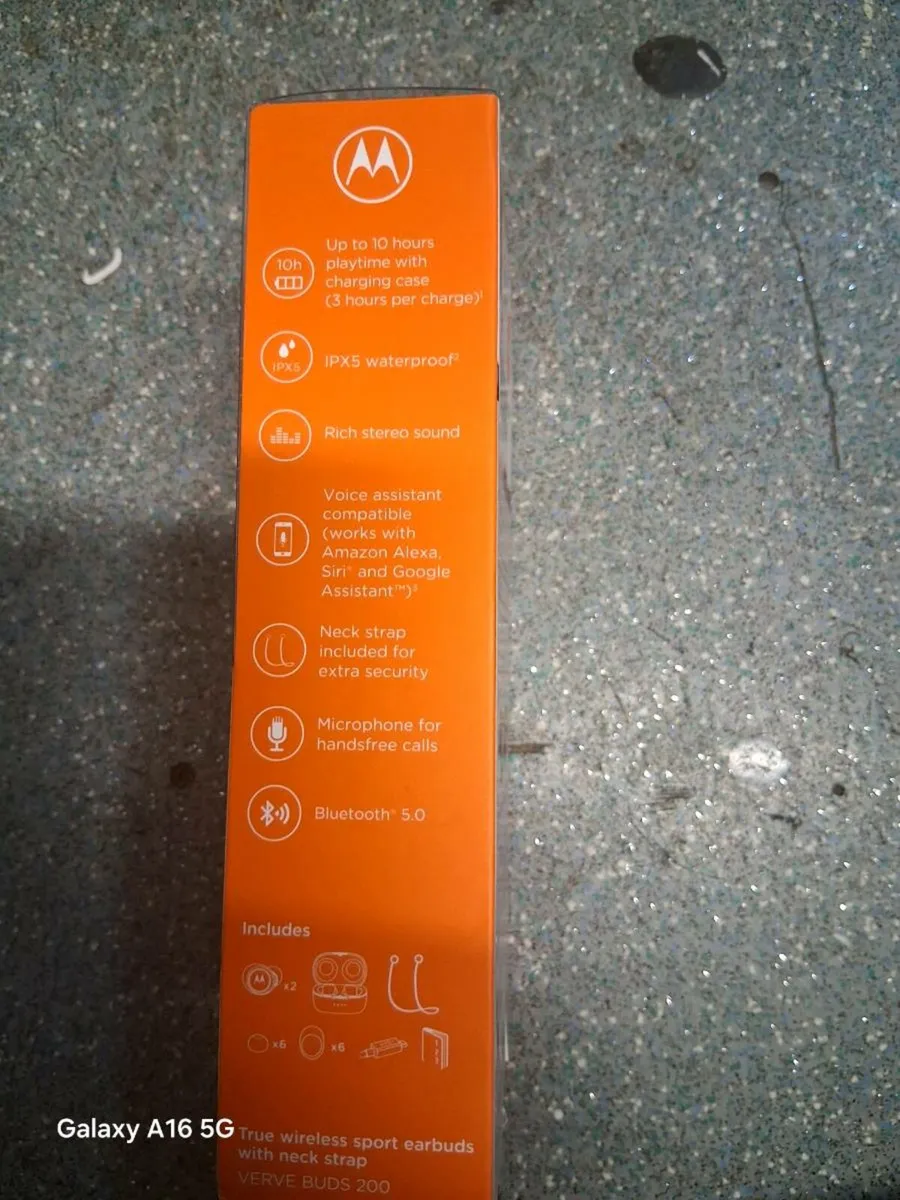 10h
Up to 10 hours
playtime with
charging case
(3 hours per charge)¹
IPX5
IPX5 waterproof²
Rich stereo sound
Voice assistant
compatible
(works with
Amazon Alexa,
Siri® and Google
Assistant™)³
Neck strap
included for
extra security
Microphone for
handsfree calls
Bluetooth® 5.0
Includes
x2
x6
x6
True wireless sport earbuds
with neck strap
VERVE BUDS 200
Galaxy A16 5G